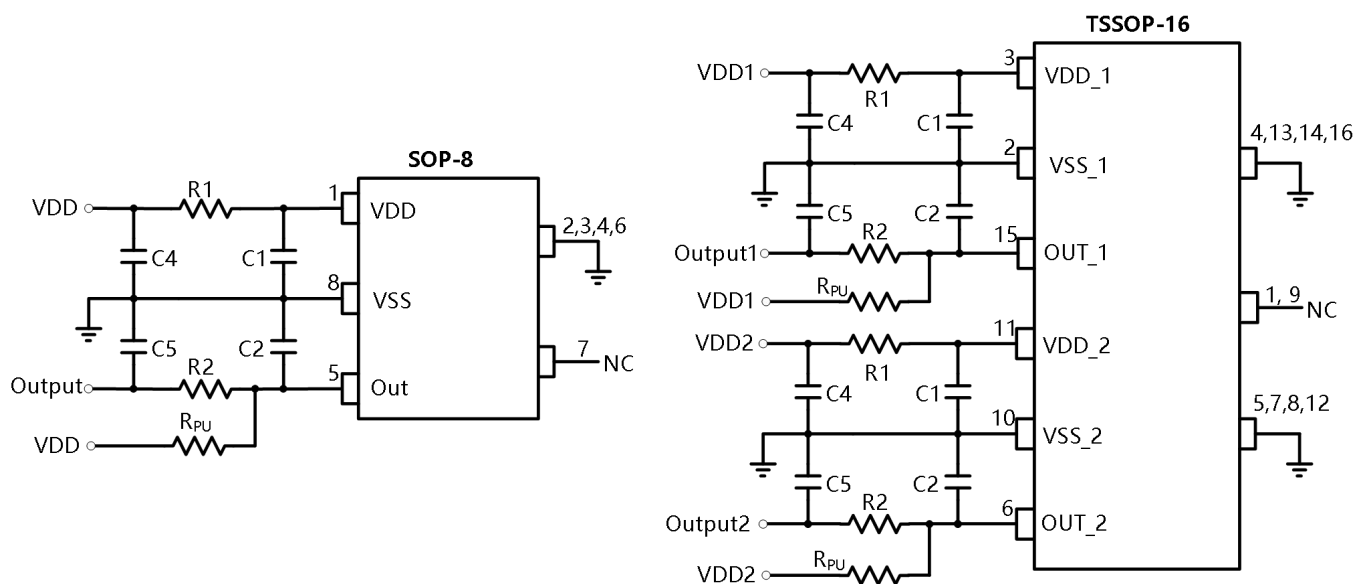 SOP-8
VDD
R1
1
VDD
C4
C1
2,3,4,6
8
VSS
C5
C2
7
NC
Output
R2
5
Out
VDD
RPU
TSSOP-16
VDD1
R1
3
VDD_1
C4
C1
4,13,14,16
2
VSS_1
C5
C2
Output1
R2
15
OUT_1
VDD1
RPU
1, 9
NC
VDD2
R1
11
VDD_2
C4
C1
5,7,8,12
10
VSS_2
C5
C2
Output2
R2
6
OUT_2
VDD2
RPU